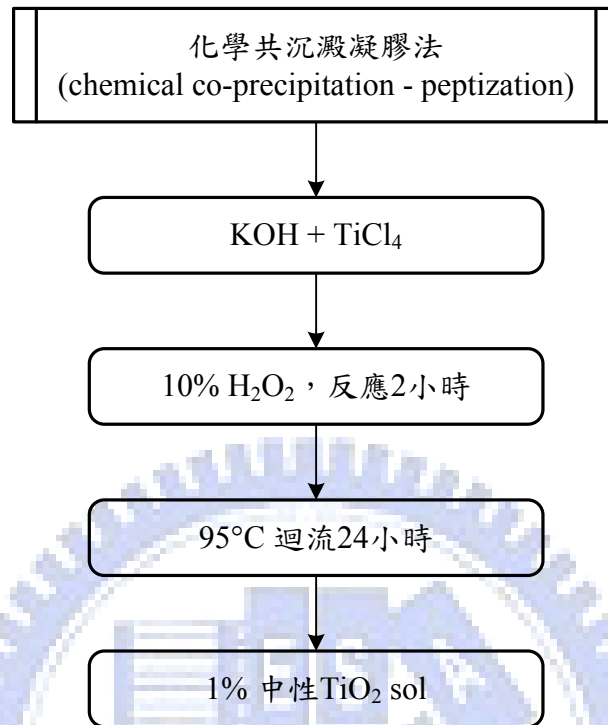 化學共沉澱凝膠法
(chemical co-precipitation - peptization)
KOH + TiCl₄
10% H₂O₂，反應2小時
95°C 迴流24小時
1% 中性TiO₂ sol